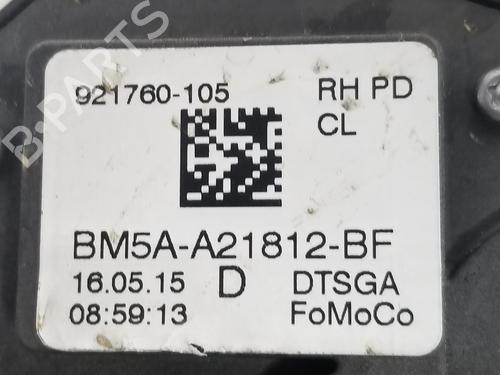 921760-105 RH PD
CL
B-PARTS
BM5A-A21812-BF
16.05.15 D DTSGA
08:59:13 FoMoCo